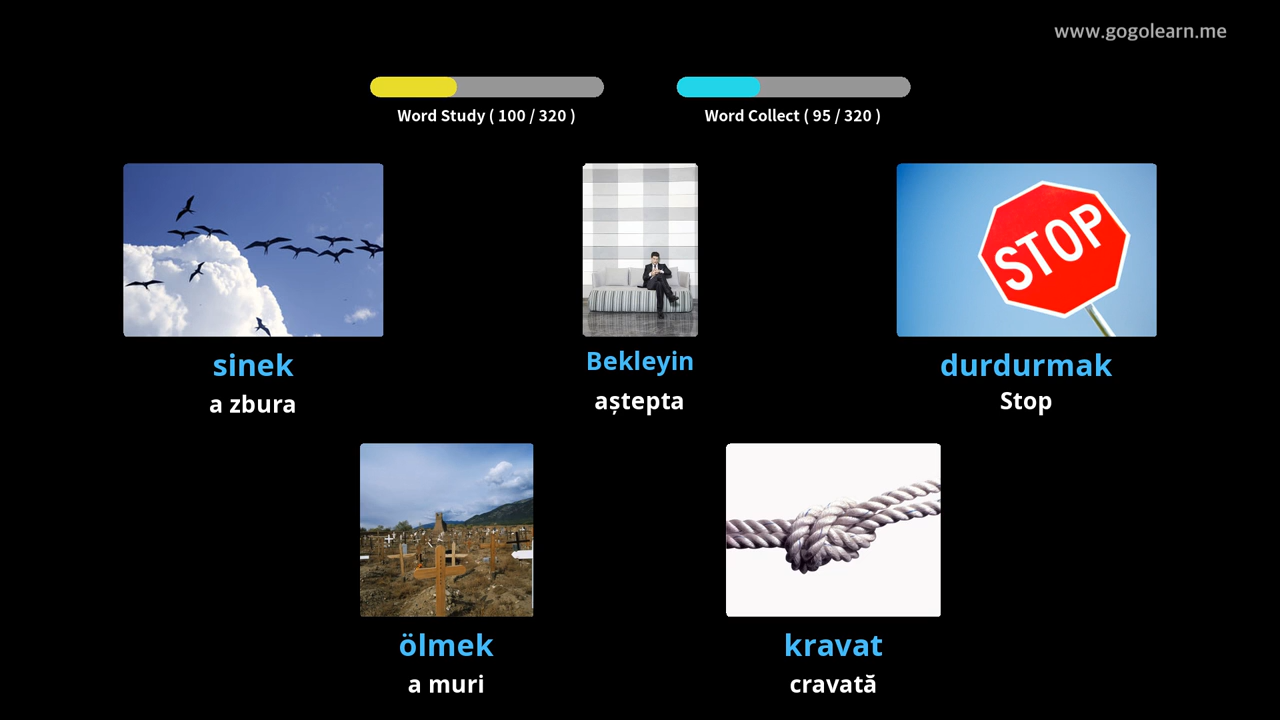 www.gogolearn.me
Word Study ( 100 / 320 )
Word Collect ( 95 / 320 )
STOP
sinek
a zbura
Bekleyin
aștepta
durdurmak
Stop
ölmek
a muri
kravat
cravată